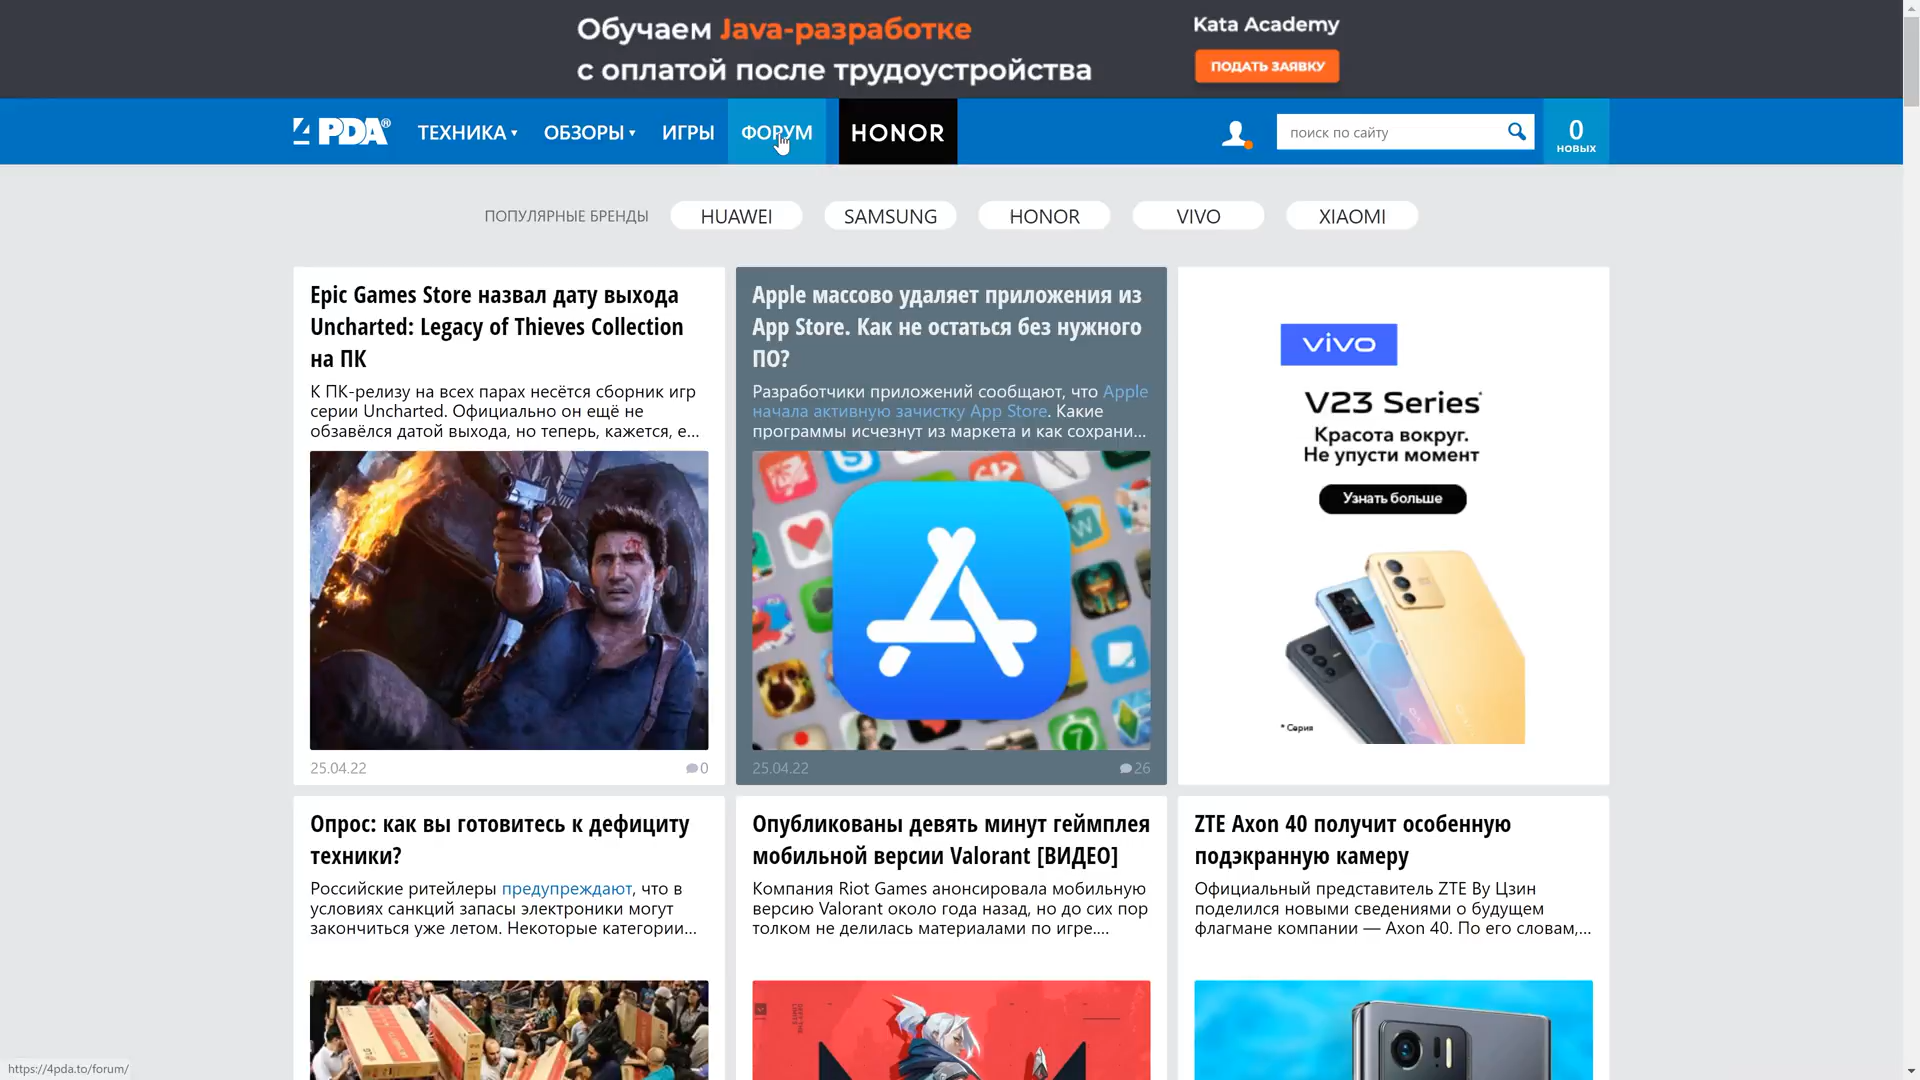 Обучаем Java-разработке
с оплатой после трудоустройства
Kata Academy
ПОДАТЬ ЗАЯВКУ
4PDA®
ТЕХНИКА
ОБЗОРЫ
ИГРЫ
ФОРУМ
HONOR
поиск по сайту
0
новых
ПОПУЛЯРНЫЕ БРЕНДЫ
HUAWEI
SAMSUNG
HONOR
VIVO
XIAOMI
Epic Games Store назвал дату выхода
Uncharted: Legacy of Thieves Collection
на ПК
К ПК-релизу на всех парах несётся сборник игр
серии Uncharted. Официально он ещё не
обзавёлся датой выхода, но теперь, кажется, е...
25.04.22
0
Apple массово удаляет приложения из
App Store. Как не остаться без нужного
ПО?
Разработчики приложений сообщают, что Apple
начала активную зачистку App Store. Какие
программы исчезнут из маркета и как сохрани...
7
25.04.22
26
vivo
V23 Series*
Красота вокруг.
Не упусти момент
Узнать больше
* Серия
Опрос: как вы готовитесь к дефициту
техники?
Российские ритейлеры предупреждают, что в
условиях санкций запасы электроники могут
закончиться уже летом. Некоторые категории...
Опубликованы девять минут геймплея
мобильной версии Valorant [ВИДЕО]
Компания Riot Games анонсировала мобильную
версию Valorant около года назад, но до сих пор
толком не делилась материалами по игре....
ZTE Axon 40 получит особенную
подэкранную камеру
Официальный представитель ZTE Ву Цзин
поделился новыми сведениями о будущем
флагмане компании — Axon 40. По его словам,...
https://4pda.to/forum/